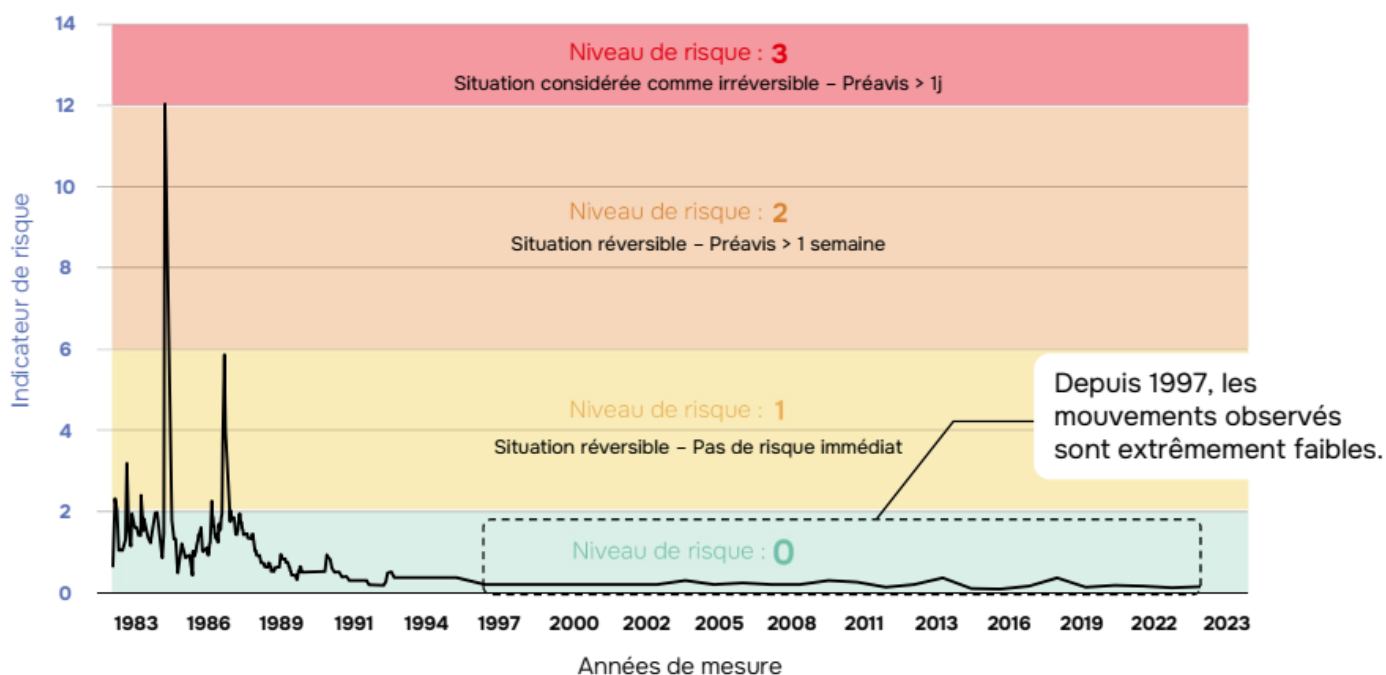 14
Niveau de risque : 3
Situation considérée comme irréversible – Préavis > 1j
12
10
Niveau de risque : 2
Situation réversible – Préavis > 1 semaine
8
6
Depuis 1997, les
mouvements observés
sont extrêmement faibles.
Niveau de risque : 1
4
Situation réversible – Pas de risque immédiat
2
Niveau de risque : 0
0
Indicateur de risque
1983 1986 1989 1991 1994 1997 2000 2002 2005 2008 2011 2013 2016 2019 2022 2023
Années de mesure